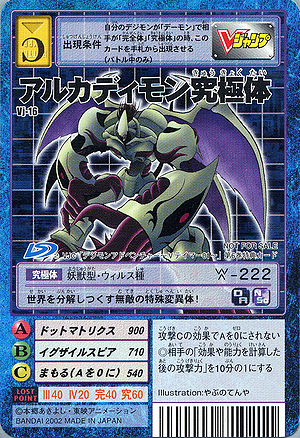 自分のデジモンが「デーモン」で相
手が「完全体」「究極体」の時、この
カードを手札から出現させる
(バトル中のみ)
出現条件
Vジャンプ
アルカディモン究極体
きゅうきょくたい
Vj-16
NOT FOR SALE
究極体
妖獣型・ウィルス種
W-222
世界を分解しつくす無敵の特殊変異体!
A ドットマトリクス 900
B イグザイルスピア 710
C まもる(Aを0に) 540
LOST POINT
III40 IV20 完40 究60
攻撃Cの効果でAを0にされない
◎相手の「効果や能力を計算した
後の攻撃力」を10分の1にする
Illustration:やぶのてんや
©本郷あきよし・東映アニメーション
BANDAI 2002 MADE IN JAPAN